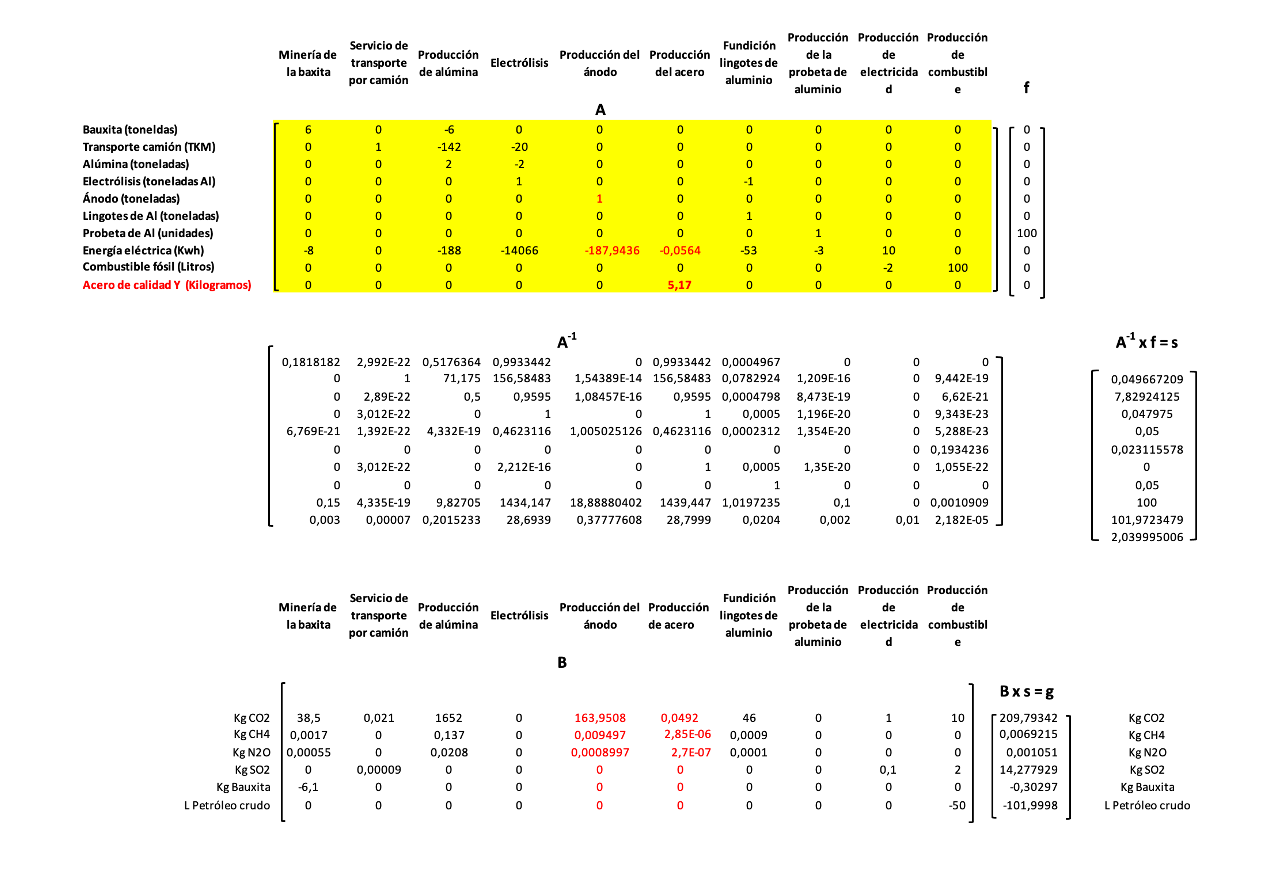 Minería de la baxita Servicio de transporte por camión Producción de alúmina Electrólisis Producción del ánodo Producción del acero Fundición lingotes de aluminio Producción de la probeta de aluminio Producción de electricidad Producción de combustible f
A
Bauxita (toneldas) 6 0 -6 0 0 0 0 0 0 0 0
Transporte camión (TKM) 0 1 -142 -20 0 0 0 0 0 0 0
Alúmina (toneladas) 0 0 2 -2 0 0 0 0 0 0 0
Electrólisis (toneladas Al) 0 0 0 1 0 0 -1 0 0 0 0
Ánodo (toneladas) 0 0 0 0 1 0 0 0 0 0 0
Lingotes de Al (toneladas) 0 0 0 0 0 0 1 0 0 0 0
Probeta de Al (unidades) 0 0 0 0 0 0 0 1 0 0 100
Energía eléctrica (Kwh) -8 0 -188 -14066 -187,9436 -0,0564 -53 -3 10 0 0
Combustible fósil (Litros) 0 0 0 0 0 0 0 0 -2 100 0
Acero de calidad Y (Kilogramos) 0 0 0 0 0 5,17 0 0 0 0 0
A-1 A-1 x f = s
0,1818182 2,992E-22 0,5176364 0,9933442 0 0,9933442 0,0004967 0 0 0
0 1 71,175 156,58483 1,54389E-14 156,58483 0,0782924 1,209E-16 0 9,442E-19 0,049667209
0 2,89E-22 0,5 0,9595 1,08457E-16 0,9595 0,0004798 8,473E-19 0 6,62E-21 7,82924125
0 3,012E-22 0 1 0 1 0,0005 1,196E-20 0 9,343E-23 0,047975
6,769E-21 1,392E-22 4,332E-19 0,4623116 1,005025126 0,4623116 0,0002312 1,354E-20 0 5,288E-23 0,05
0 0 0 0 0 0 0 0 0 0,1934236 0,023115578
0 3,012E-22 0 2,212E-16 0 1 0,0005 1,35E-20 0 1,055E-22 0
0 0 0 0 0 0 1 0 0 0 0,05
0,15 4,335E-19 9,82705 1434,147 18,88880402 1439,447 1,0197235 0,1 0 0,0010909 100
0,003 0,00007 0,2015233 28,6939 0,37777608 28,7999 0,0204 0,002 0,01 2,182E-05 101,9723479
2,039995006
Minería de la baxita Servicio de transporte por camión Producción de alúmina Electrólisis Producción del ánodo Producción de acero Fundición lingotes de aluminio Producción de la probeta de aluminio Producción de electricidad Producción de combustible
B
B x s = g
Kg CO2 38,5 0,021 1652 0 163,9508 0,0492 46 0 1 10 209,79342 Kg CO2
Kg CH4 0,0017 0 0,137 0 0,009497 2,85E-06 0,0009 0 0 0 0,0069215 Kg CH4
Kg N2O 0,00055 0 0,0208 0 0,0008997 2,7E-07 0,0001 0 0 0 0,001051 Kg N2O
Kg SO2 0 0,00009 0 0 0 0 0 0 0,1 2 14,277929 Kg SO2
Kg Bauxita -6,1 0 0 0 0 0 0 0 0 0 -0,30297 Kg Bauxita
L Petróleo crudo 0 0 0 0 0 0 0 0 0 -50 -101,9998 L Petróleo crudo